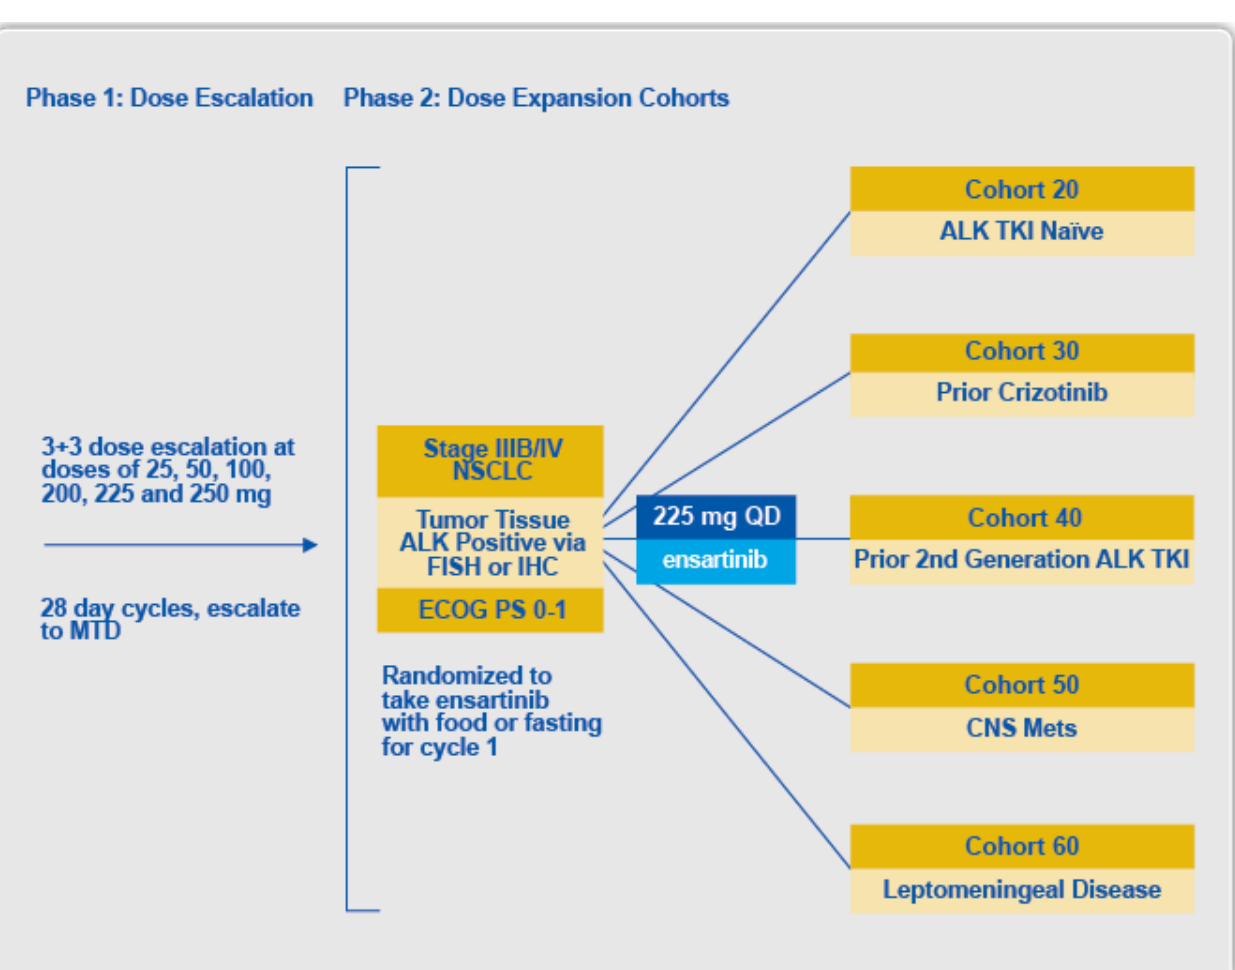 Phase 1: Dose Escalation
Phase 2: Dose Expansion Cohorts
3+3 dose escalation at
doses of 25, 50, 100,
200, 225 and 250 mg
28 day cycles, escalate
to MTD
Stage IIIB/IV
NSCLC
Tumor Tissue
ALK Positive via
FISH or IHC
ECOG PS 0-1
Randomized to
take ensartinib
with food or fasting
for cycle 1
225 mg QD
ensartinib
Cohort 20
ALK TKI Naïve
Cohort 30
Prior Crizotinib
Cohort 40
Prior 2nd Generation ALK TKI
Cohort 50
CNS Mets
Cohort 60
Leptomeningeal Disease